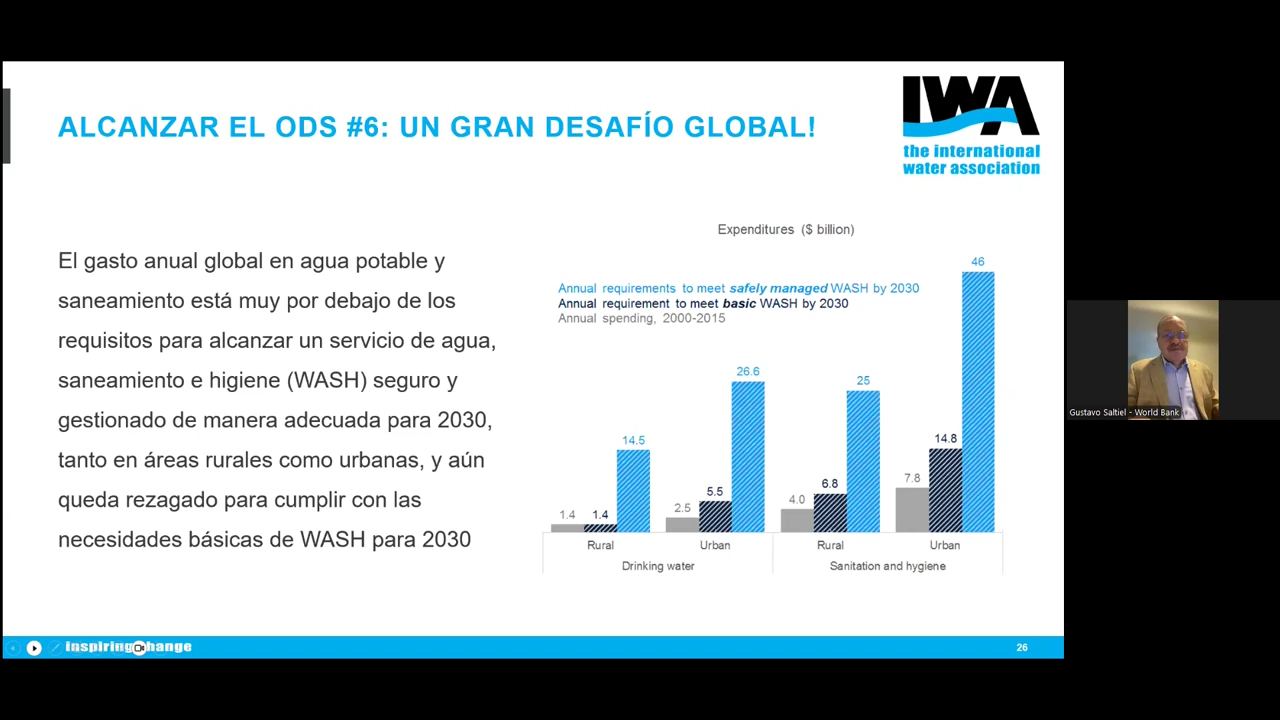 ALCANZAR EL ODS #6: UN GRAN DESAFÍO GLOBAL!
IWA
the international
water association
El gasto anual global en agua potable y
saneamiento está muy por debajo de los
requisitos para alcanzar un servicio de agua,
saneamiento e higiene (WASH) seguro y
gestionado de manera adecuada para 2030,
tanto en áreas rurales como urbanas, y aún
queda rezagado para cumplir con las
necesidades básicas de WASH para 2030
Expenditures ($ billion)
Annual requirements to meet safely managed WASH by 2030
Annual requirement to meet basic WASH by 2030
Annual spending, 2000-2015
1.4
1.4
14.5
2.5
5.5
26.6
4.0
6.8
25
7.8
14.8
46
Rural
Urban
Rural
Urban
Drinking water
Sanitation and hygiene
Gustavo Saltiel - World Bank
inspiring change
26